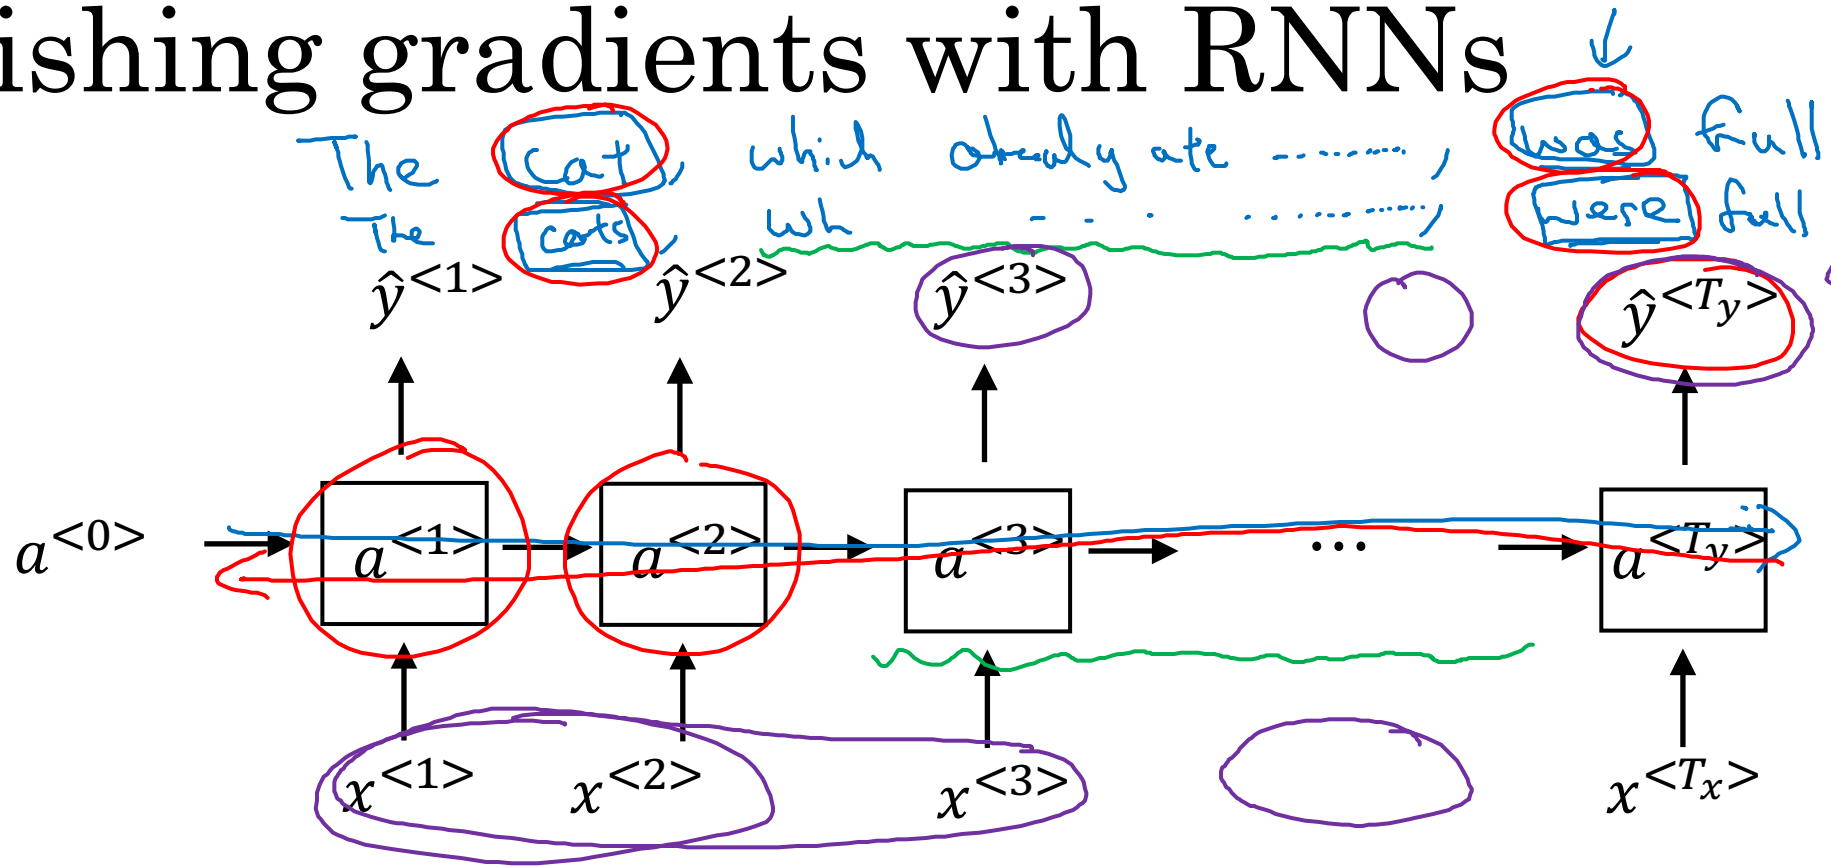 ishing gradients with RNNs
The cat, which already ate ........, was full
The cats, wh - - . ........, were full
ŷ<1> ŷ<2> ŷ<3> ŷ<Ty>
a<0> a<1> a<2> a<3> ... a<Ty>
x<1> x<2> x<3> x<Tx>